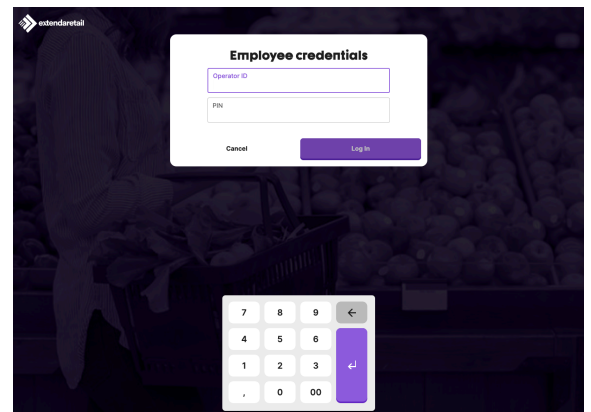 extendaretail
Employee credentials
Operator ID
PIN
Cancel
Log In
7 8 9
4 5 6
1 2 3
, 0 00